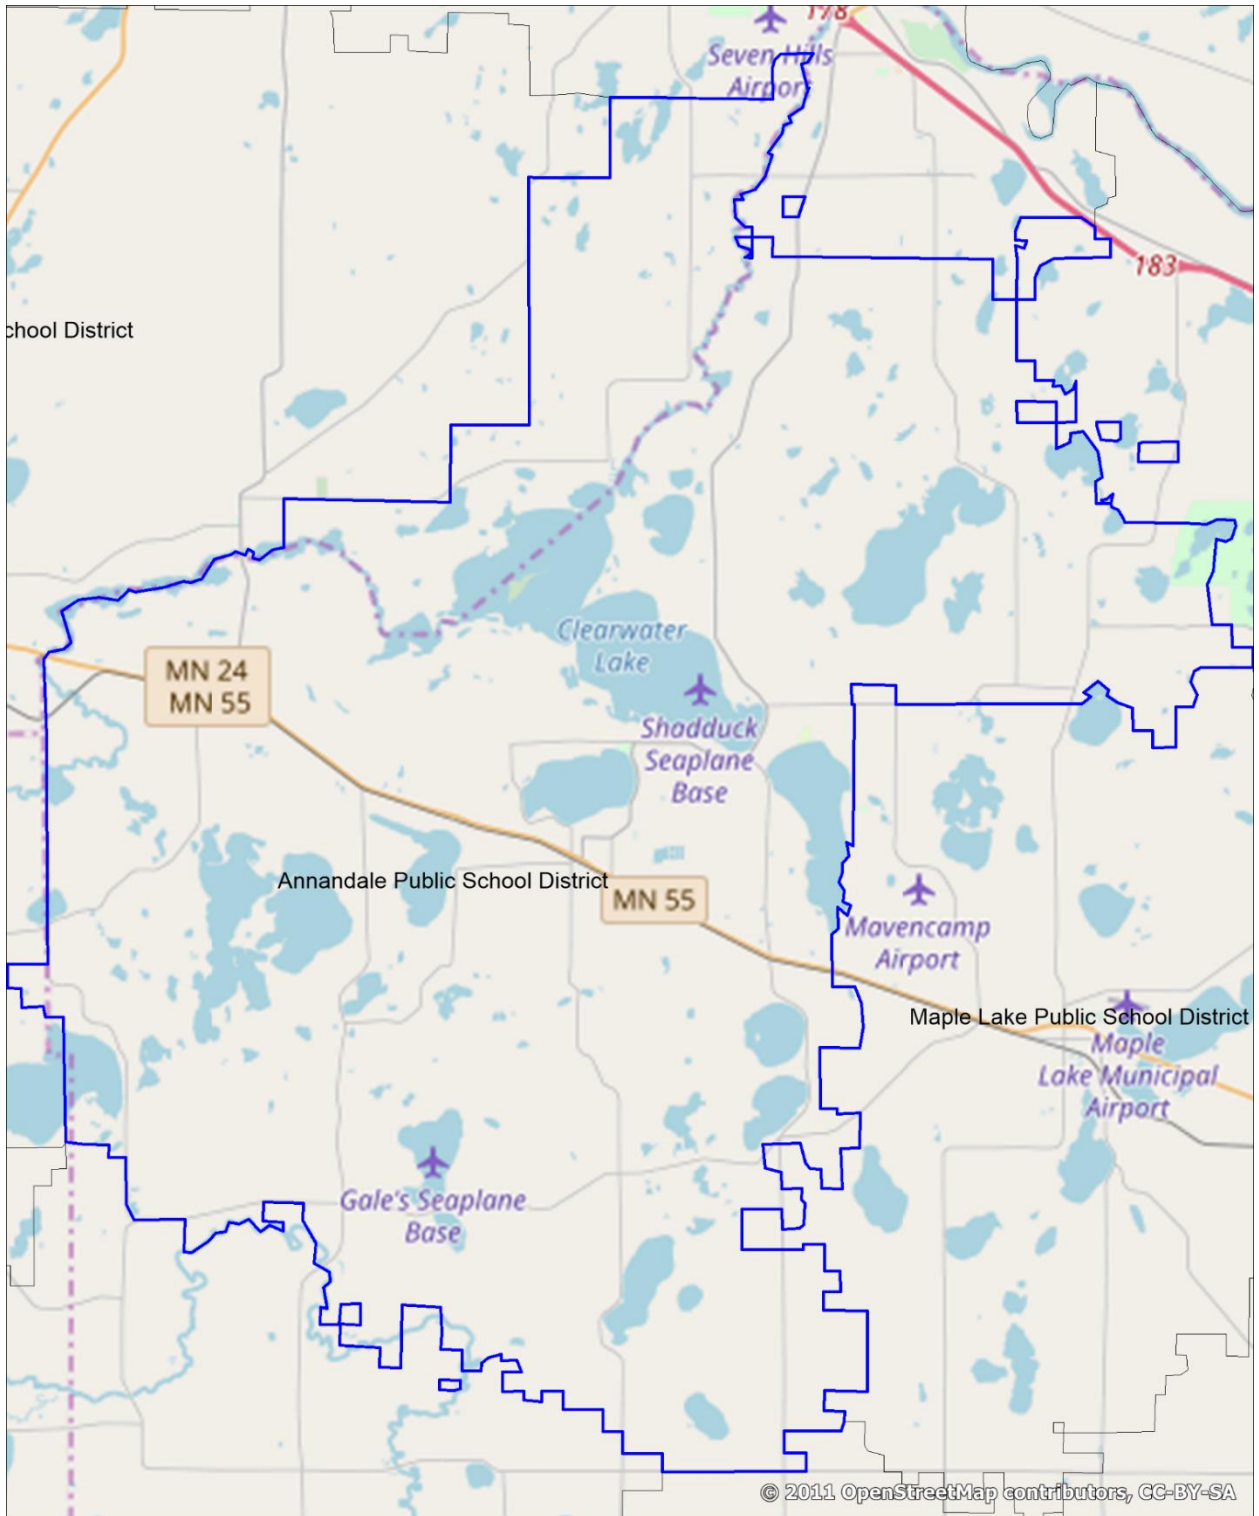 178
Seven Hills
Airport
183
chool District
Clearwater
Lake
MN 24
MN 55
Shadduck
Seaplane
Base
Annandale Public School District
MN 55
Mavencamp
Airport
Maple Lake Public School District
Maple
Lake Municipal
Airport
Gale's Seaplane
Base
© 2011 OpenStreetMap contributors, CC-BY-SA